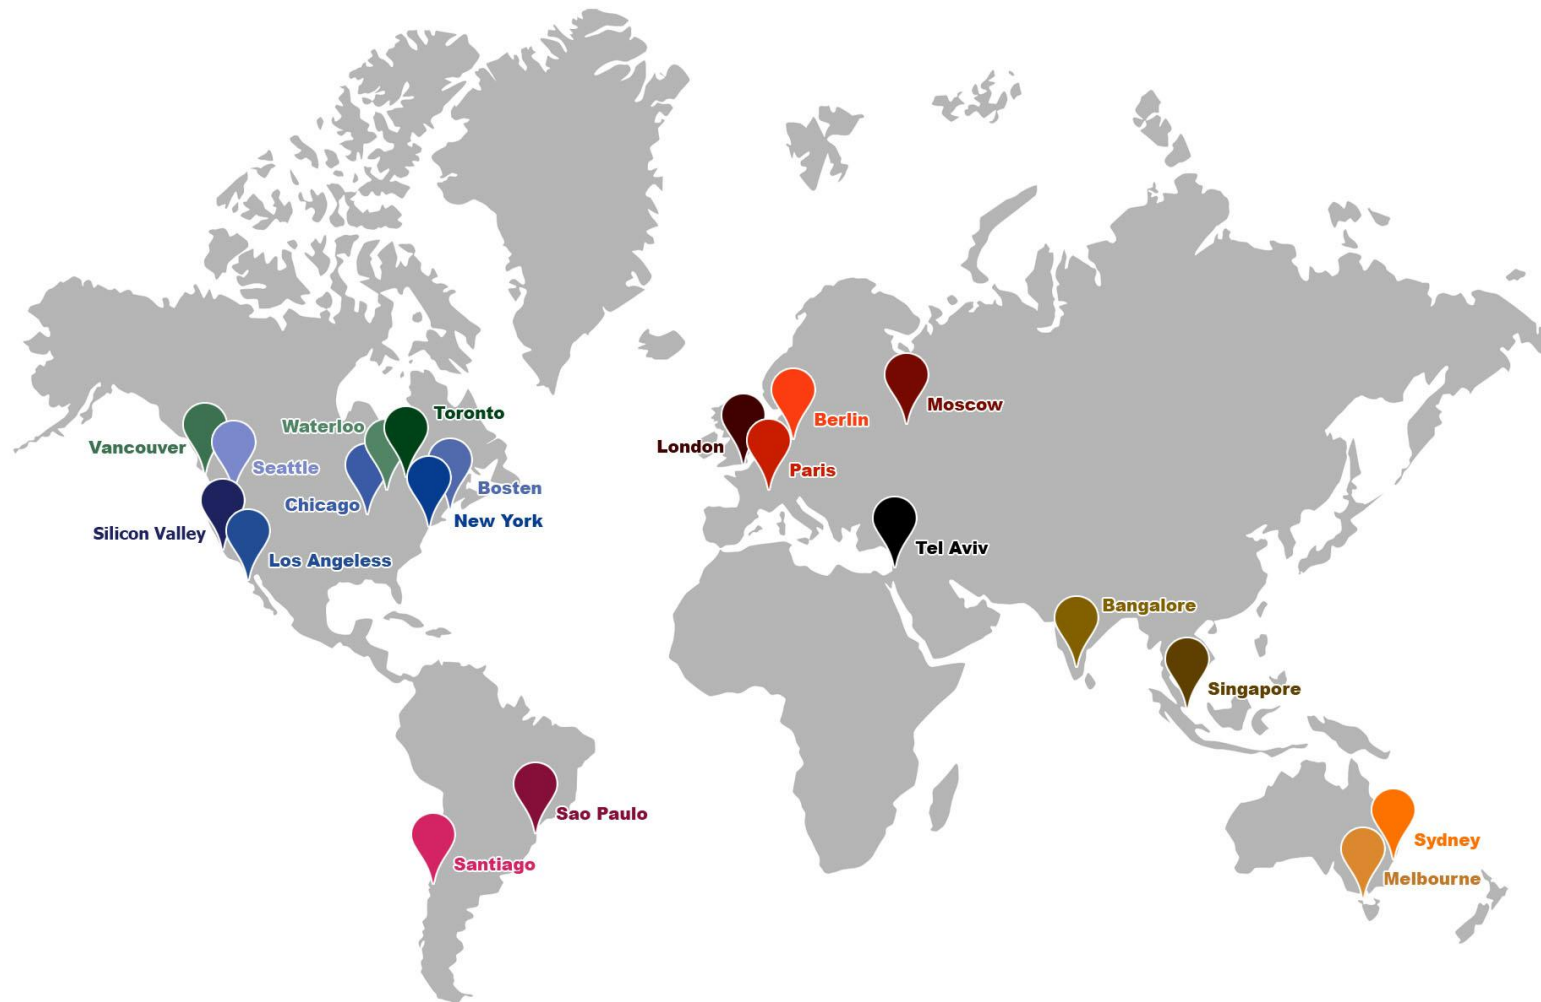 Toronto
Waterloo
Vancouver
Seattle
Chicago
Bosten
New York
Silicon Valley
Los Angeless
Moscow
Berlin
London
Paris
Tel Aviv
Bangalore
Singapore
Sao Paulo
Santiago
Sydney
Melbourne